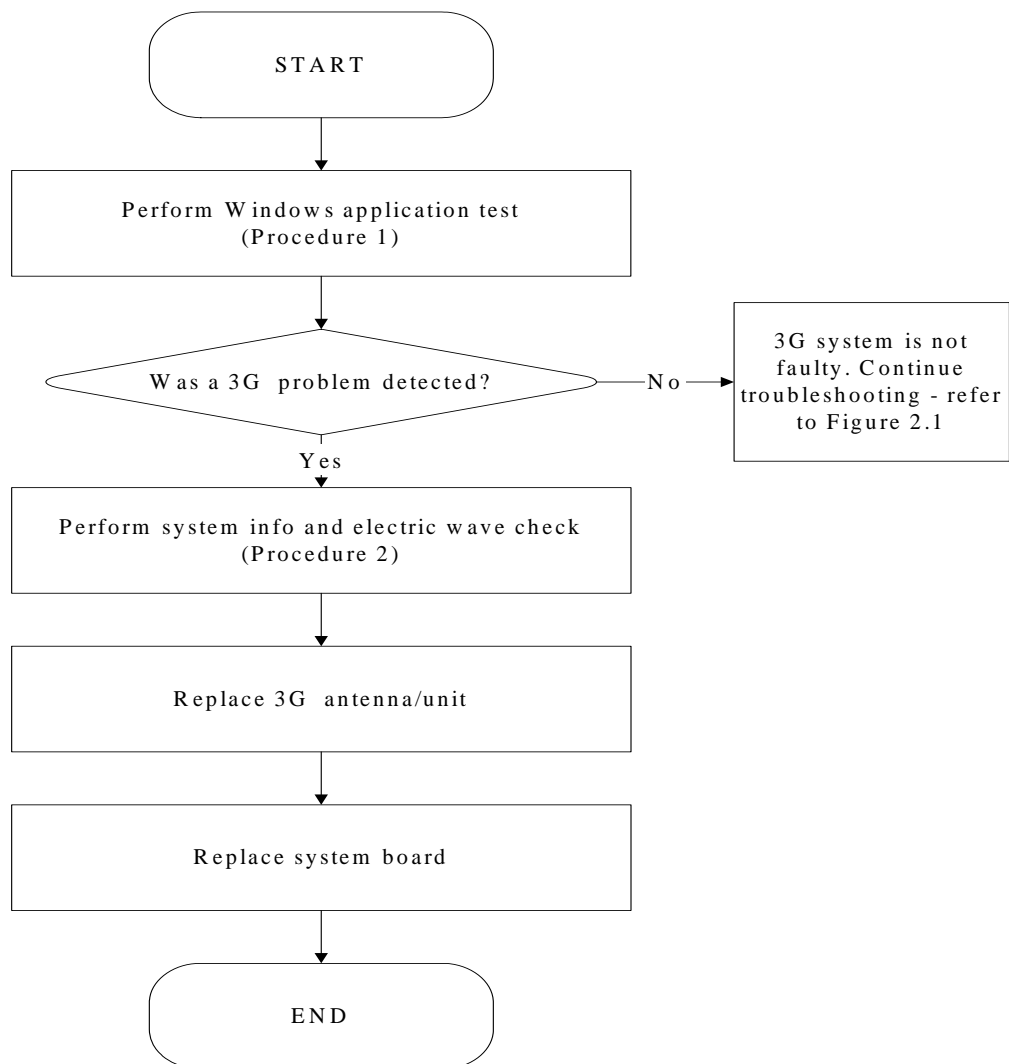 START
Perform Windows application test
(Procedure 1)
Was a 3G problem detected?
No
3G system is not
faulty. Continue
troubleshooting - refer
to Figure 2.1
Yes
Perform system info and electric wave check
(Procedure 2)
Replace 3G antenna/unit
Replace system board
END